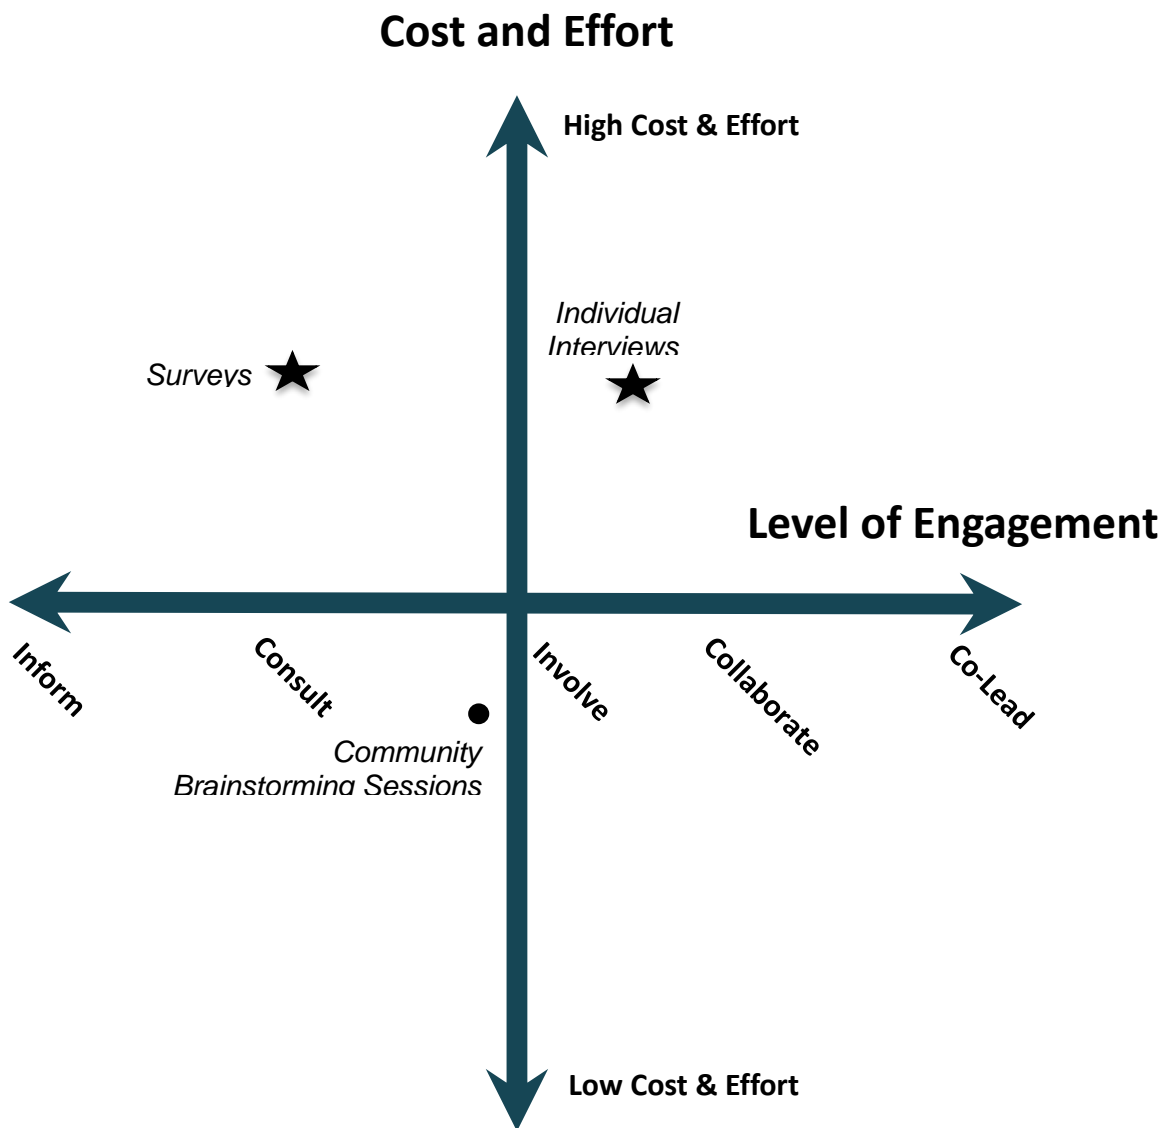 Cost and Effort
High Cost & Effort
Individual
Interviews
Surveys
Level of Engagement
Inform
Consult
Involve
Collaborate
Co-Lead
Community
Brainstorming Sessions
Low Cost & Effort